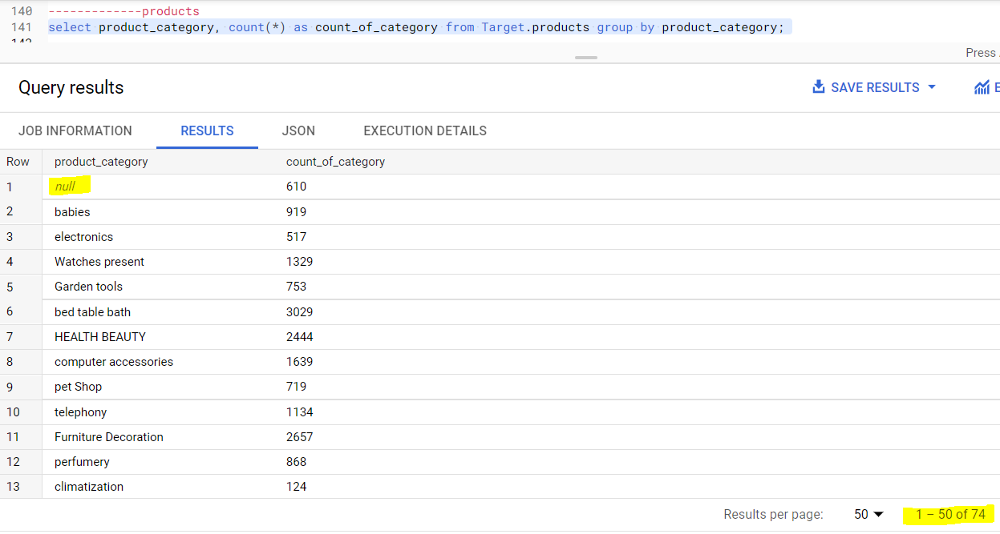 140 -------------products
141 select product_category, count(*) as count_of_category from Target.products group by product_category;
Press
Query results
SAVE RESULTS
JOB INFORMATION RESULTS JSON EXECUTION DETAILS
Row product_category count_of_category
1 null 610
2 babies 919
3 electronics 517
4 Watches present 1329
5 Garden tools 753
6 bed table bath 3029
7 HEALTH BEAUTY 2444
8 computer accessories 1639
9 pet Shop 719
10 telephony 1134
11 Furniture Decoration 2657
12 perfumery 868
13 climatization 124
Results per page: 50 1 – 50 of 74